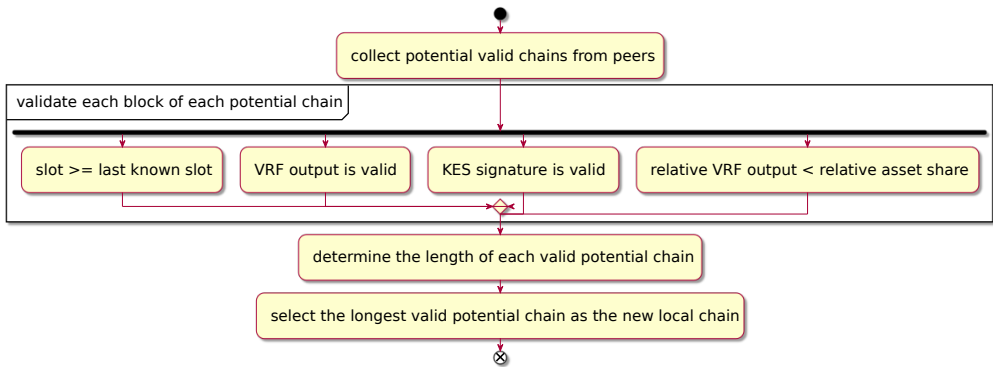 collect potential valid chains from peers
validate each block of each potential chain
slot >= last known slot
VRF output is valid
KES signature is valid
relative VRF output < relative asset share
determine the length of each valid potential chain
select the longest valid potential chain as the new local chain